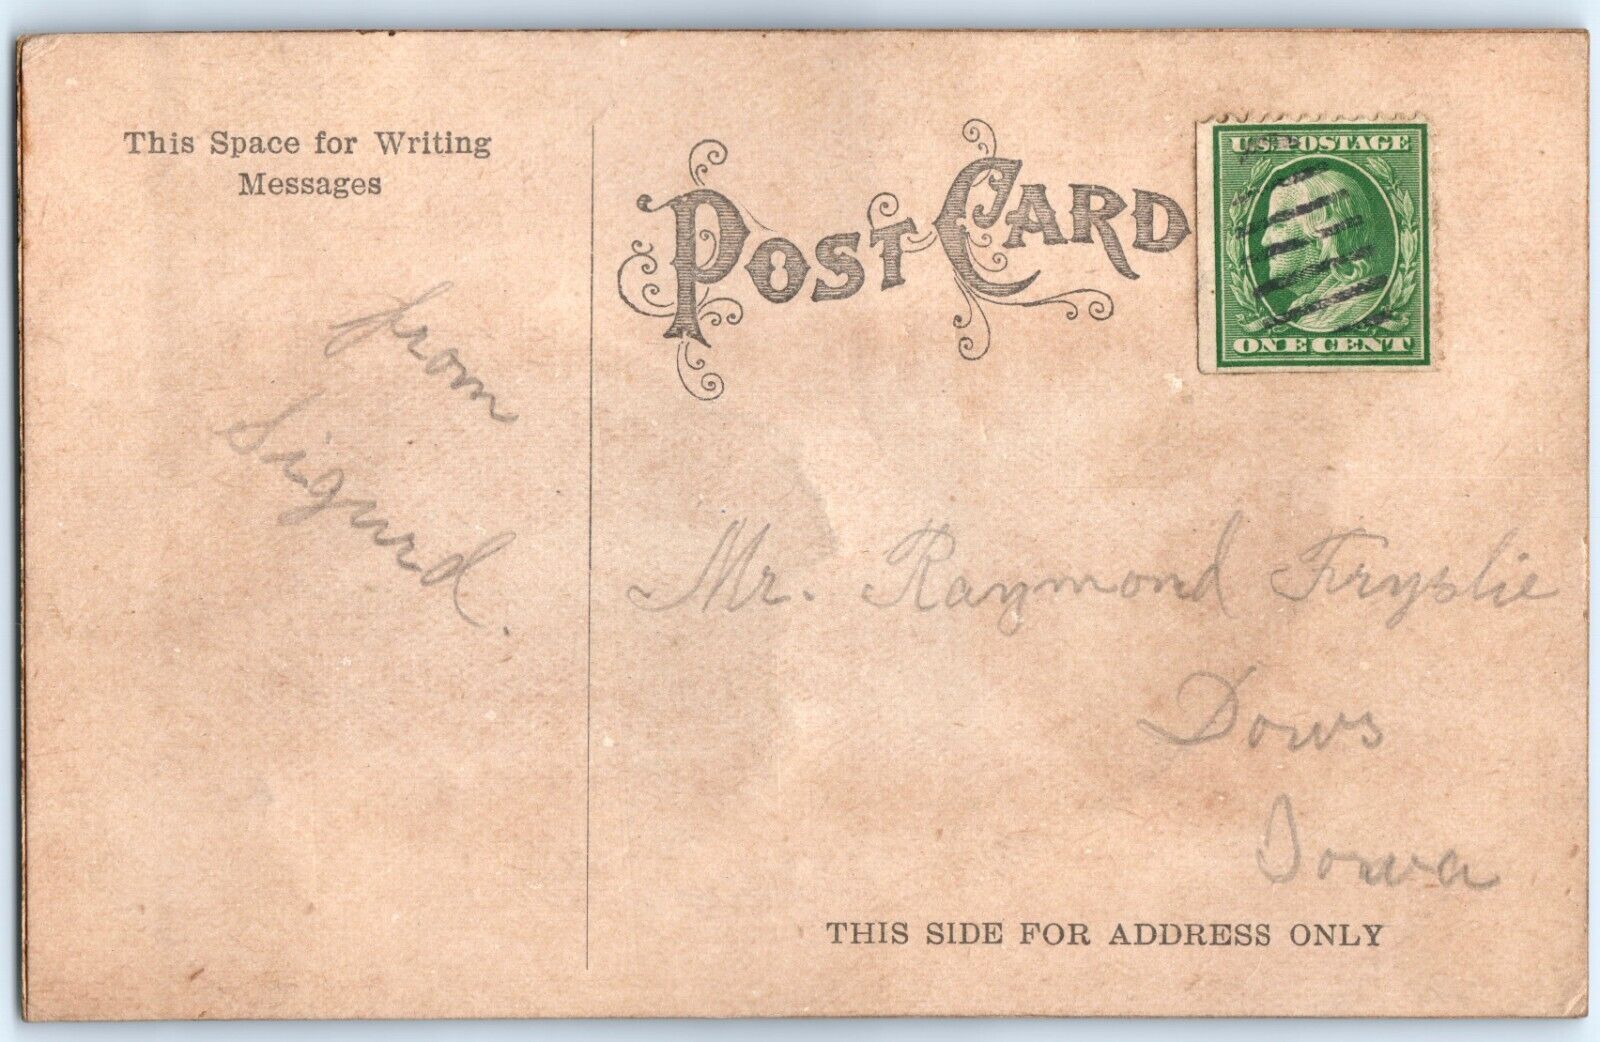 This Space for Writing
Messages
POST CARD
U.S. POSTAGE
ONE CENT
from
Sigurd.
Mr. Raymond Fryslie
Dows
Iowa
THIS SIDE FOR ADDRESS ONLY